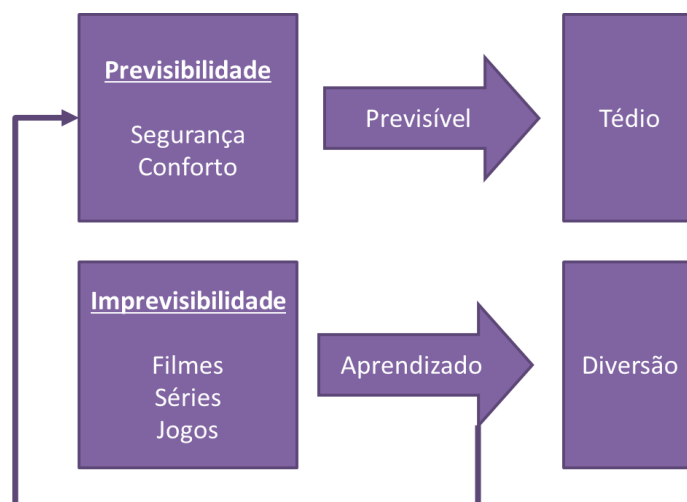 Previsibilidade
Segurança
Conforto
Previsível
Tédio
Imprevisibilidade
Filmes
Séries
Jogos
Aprendizado
Diversão